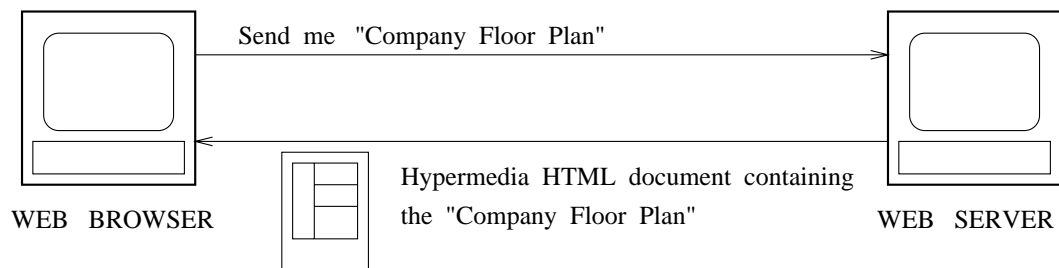 Send me "Company Floor Plan"
Hypermedia HTML document containing
the "Company Floor Plan"
WEB BROWSER
WEB SERVER